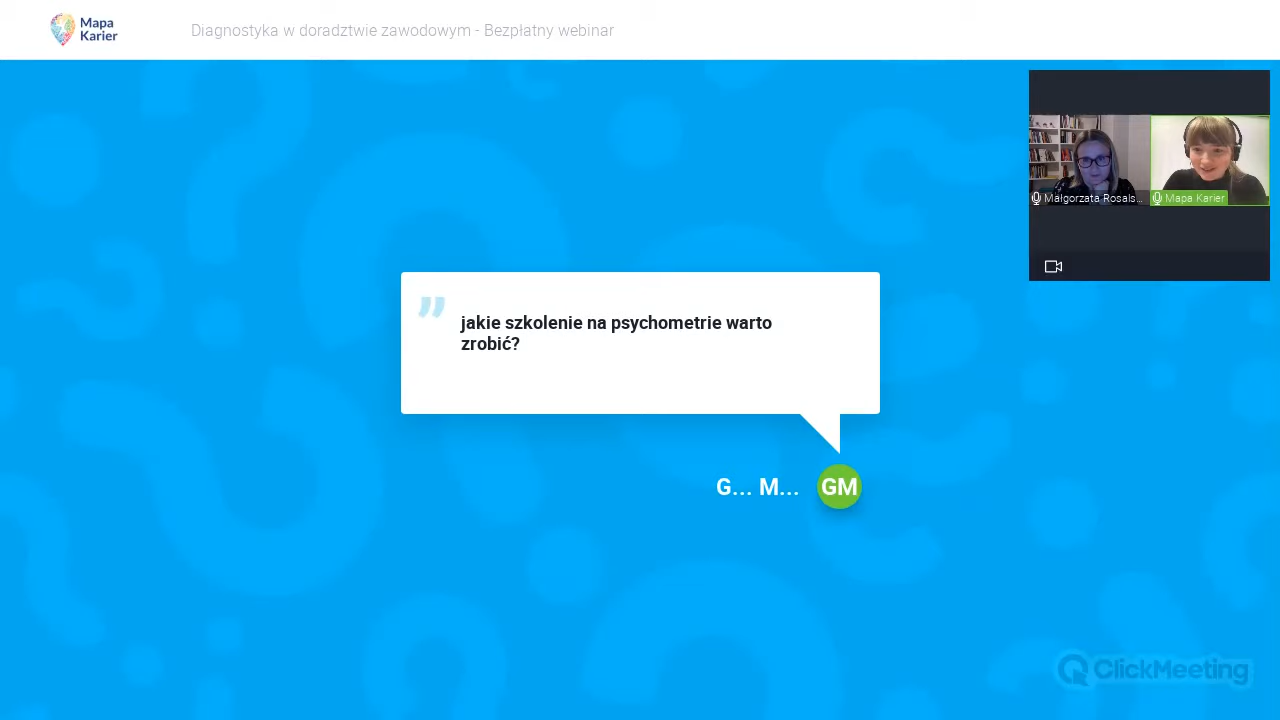 Mapa
Karier
Diagnostyka w doradztwie zawodowym - Bezpłatny webinar
Małgorzata Rosals...
Mapa Karier
jakie szkolenie na psychometrie warto
zrobić?
G... M...
GM
ClickMeeting